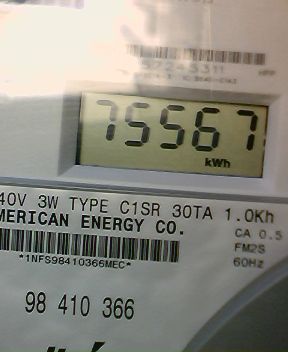 75567
kWh
40V 3W TYPE C1SR 30TA 1.0Kh
MERICAN ENERGY CO.
CA 0.5
*1NFS98410366MEC*
FM2S
60Hz
98 410 366